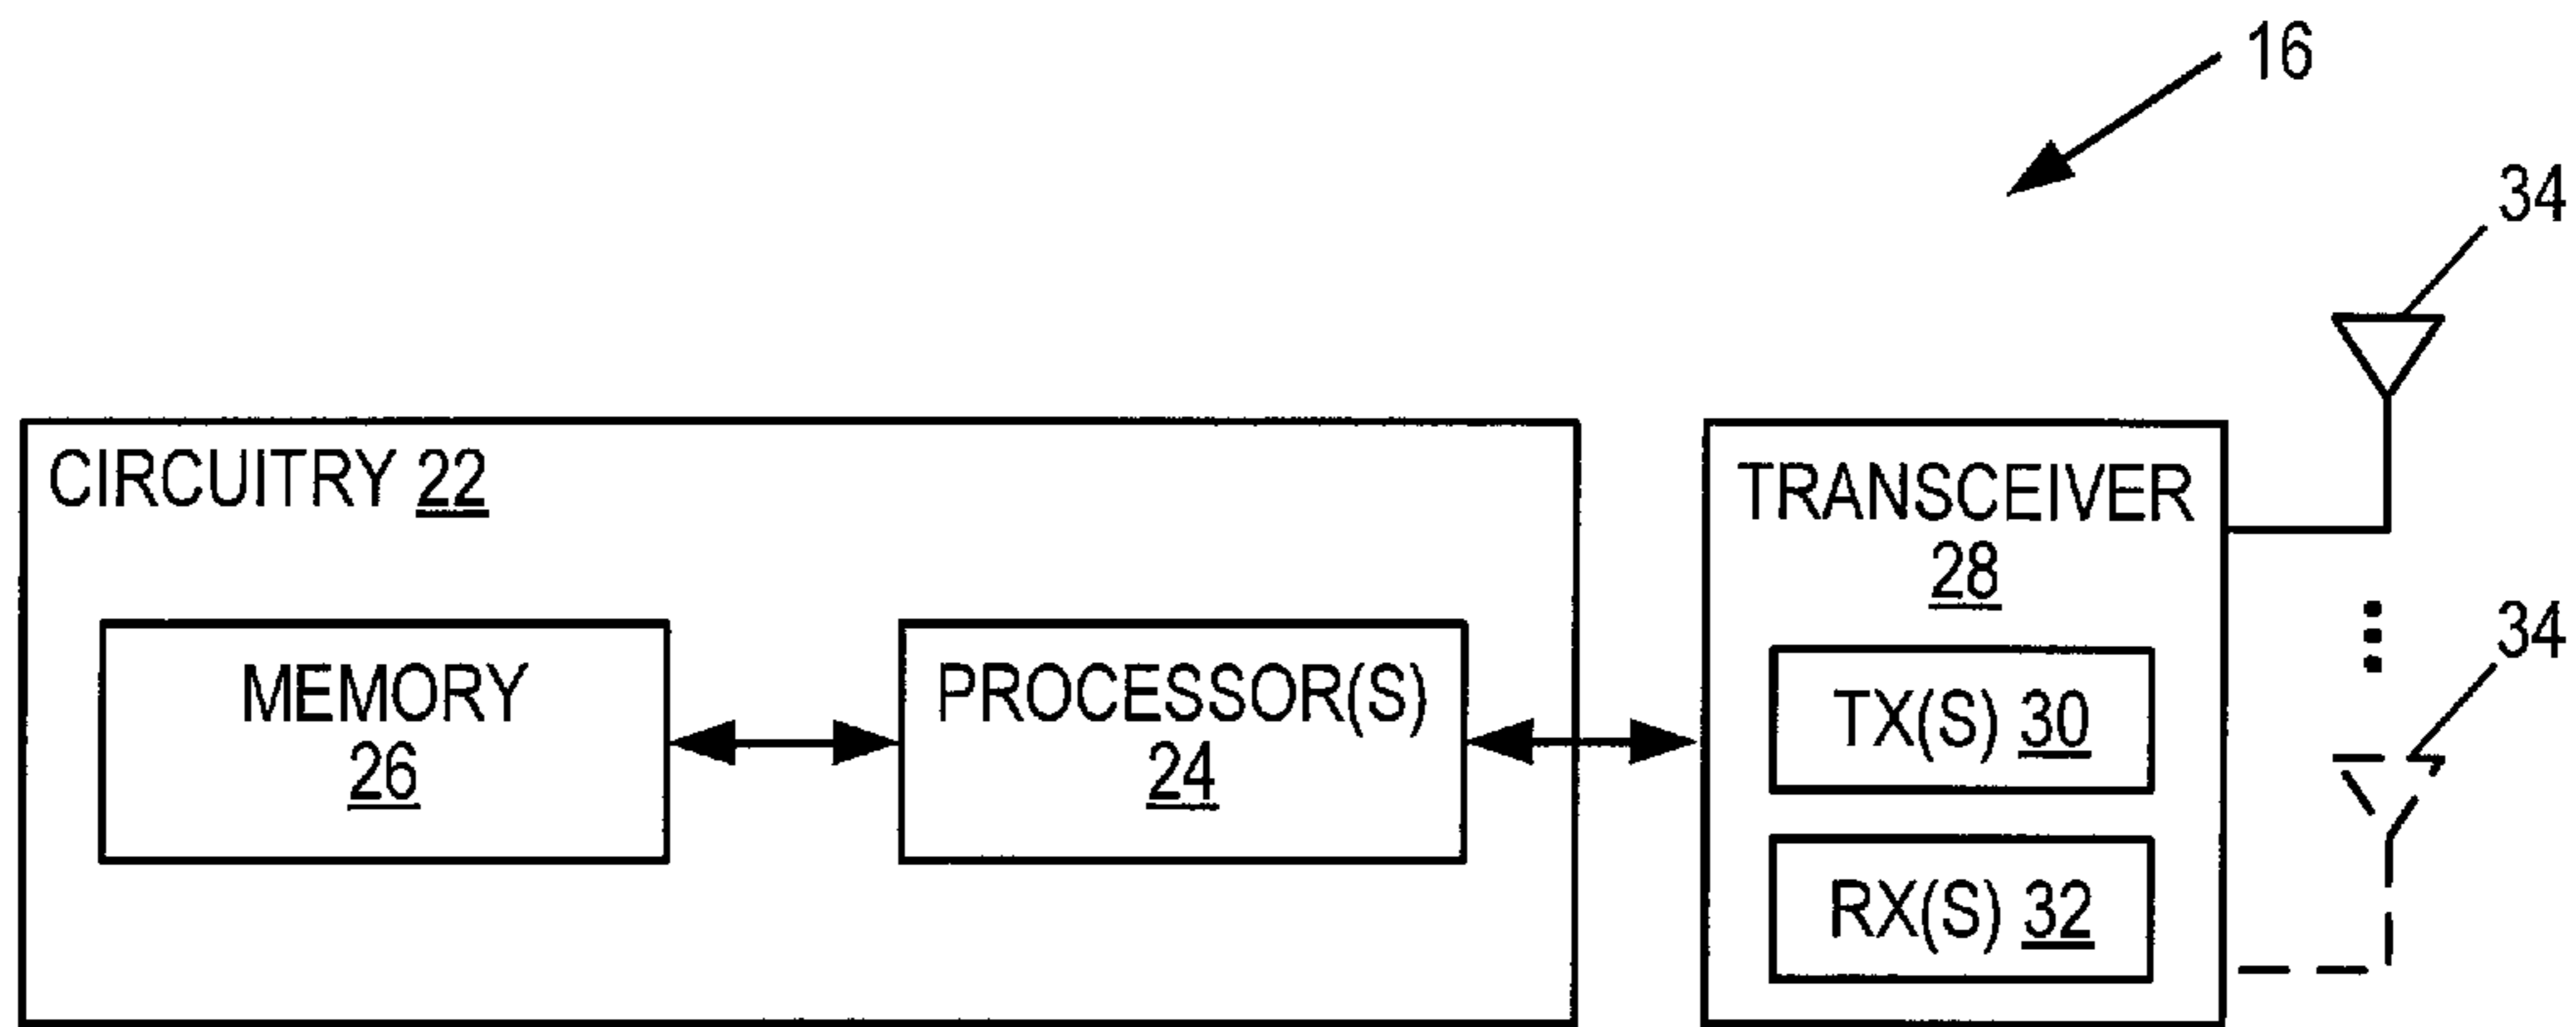 16
34
CIRCUITRY 22
TRANSCEIVER
28
34
MEMORY
26
PROCESSOR(S)
24
TX(S) 30
RX(S) 32